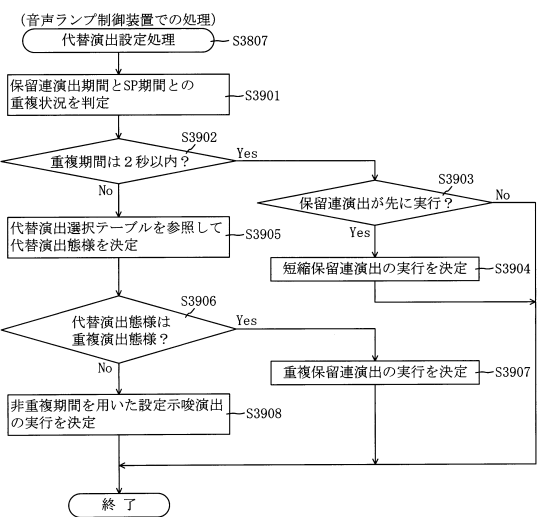 (音声ランプ制御装置での処理)
代替演出設定処理
S3807
保留連演出期間とSP期間との
重複状況を判定
S3901
S3902
重複期間は２秒以内？
Yes
No
S3903
保留連演出が先に実行？
No
Yes
代替演出選択テーブルを参照して
代替演出態様を決定
S3905
短縮保留連演出の実行を決定
S3904
S3906
代替演出態様は
重複演出態様？
Yes
No
重複保留連演出の実行を決定
S3907
非重複期間を用いた設定示唆演出
の実行を決定
S3908
終了